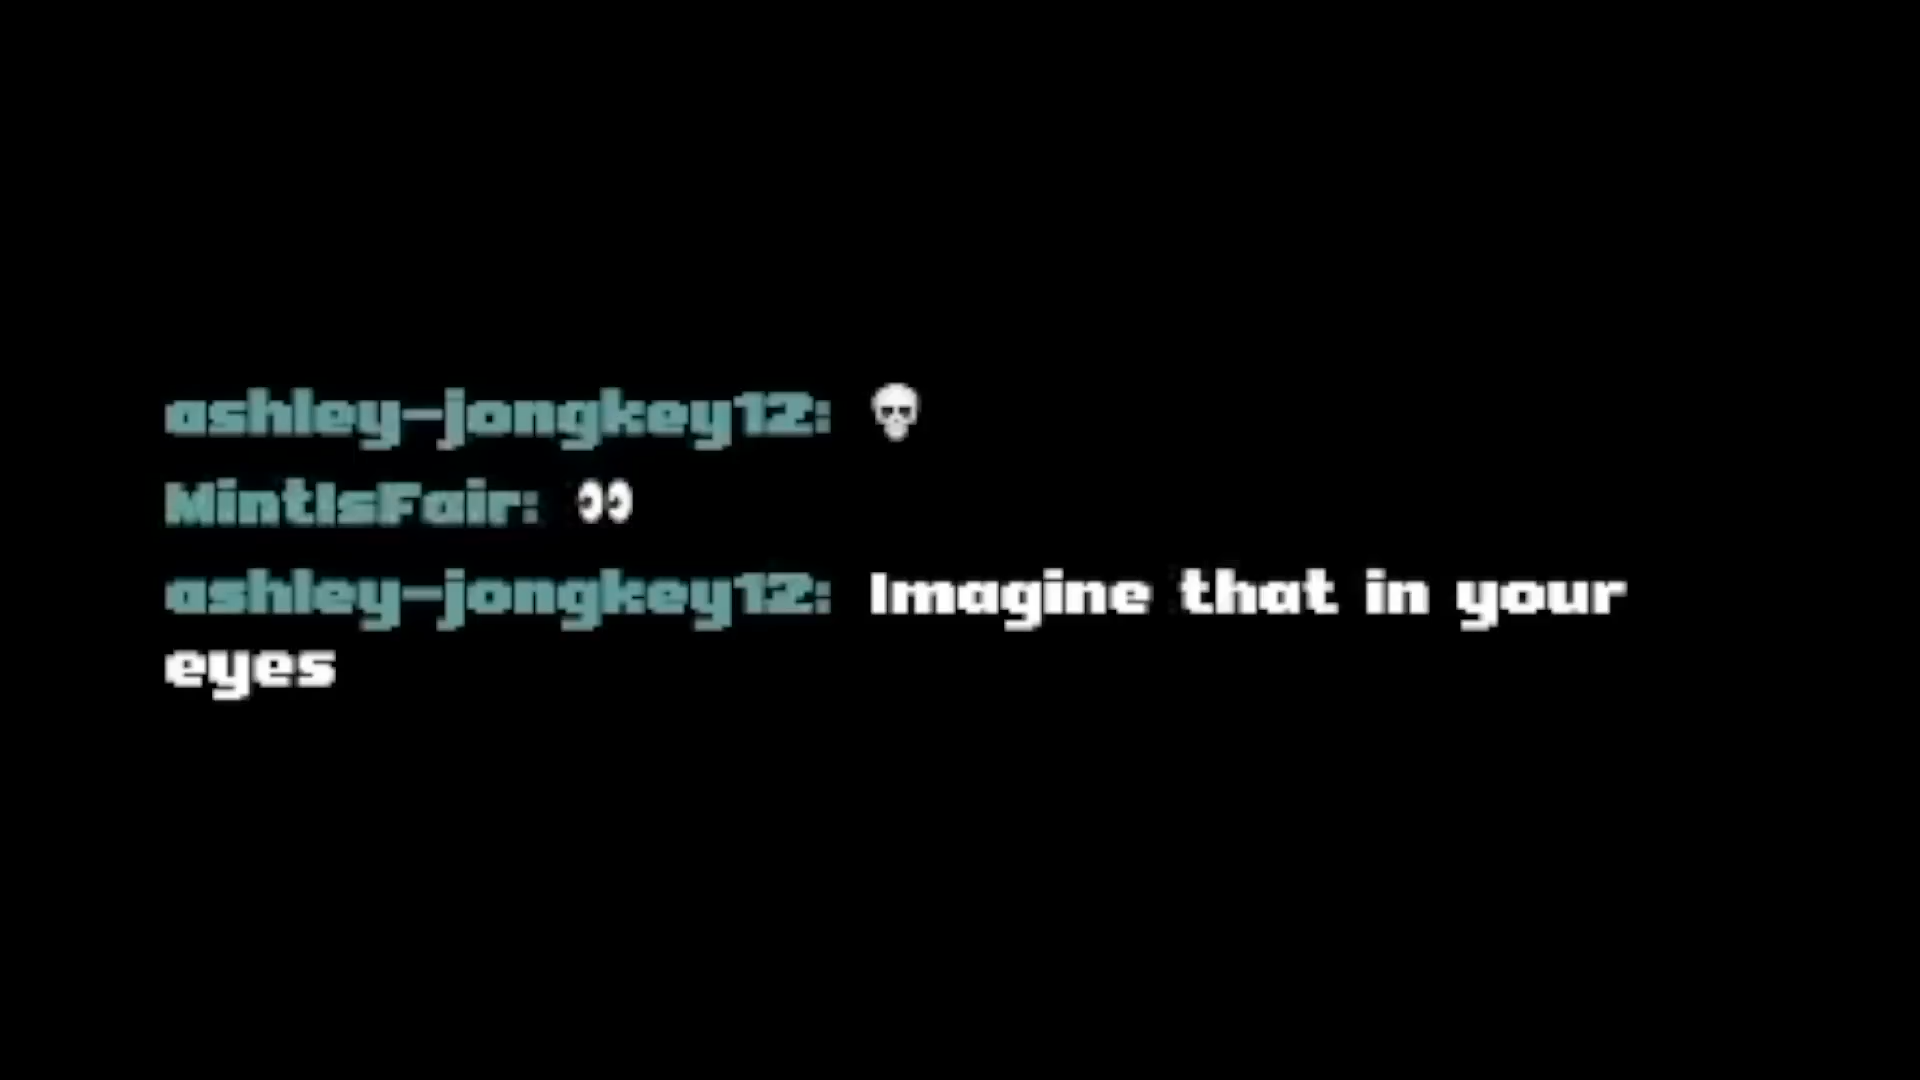 ashley-jongkey12: 💀
MintIsFair: 👀
ashley-jongkey12: Imagine that in your
eyes